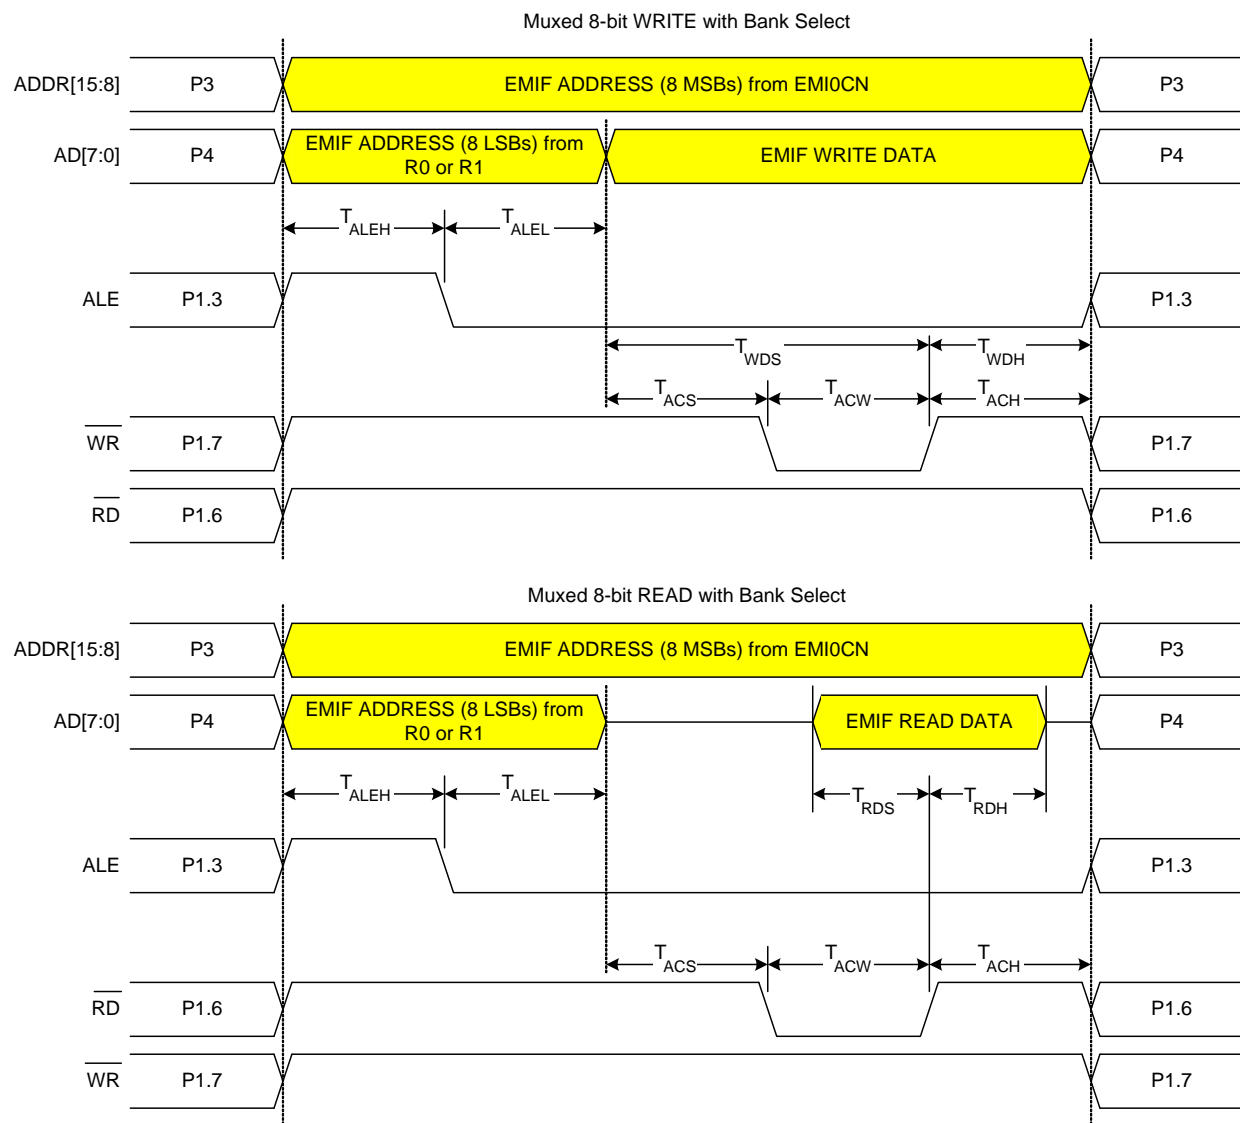 Muxed 8-bit WRITE with Bank Select
ADDR[15:8] P3 EMIF ADDRESS (8 MSBs) from EMI0CN P3
AD[7:0] P4 EMIF ADDRESS (8 LSBs) from R0 or R1 EMIF WRITE DATA P4
TALEH TALEL
ALE P1.3 P1.3
TWDS TWDH
TACS TACW TACH
WR P1.7 P1.7
RD P1.6 P1.6
Muxed 8-bit READ with Bank Select
ADDR[15:8] P3 EMIF ADDRESS (8 MSBs) from EMI0CN P3
AD[7:0] P4 EMIF ADDRESS (8 LSBs) from R0 or R1 EMIF READ DATA P4
TALEH TALEL TRDS TRDH
ALE P1.3 P1.3
TACS TACW TACH
RD P1.6 P1.6
WR P1.7 P1.7